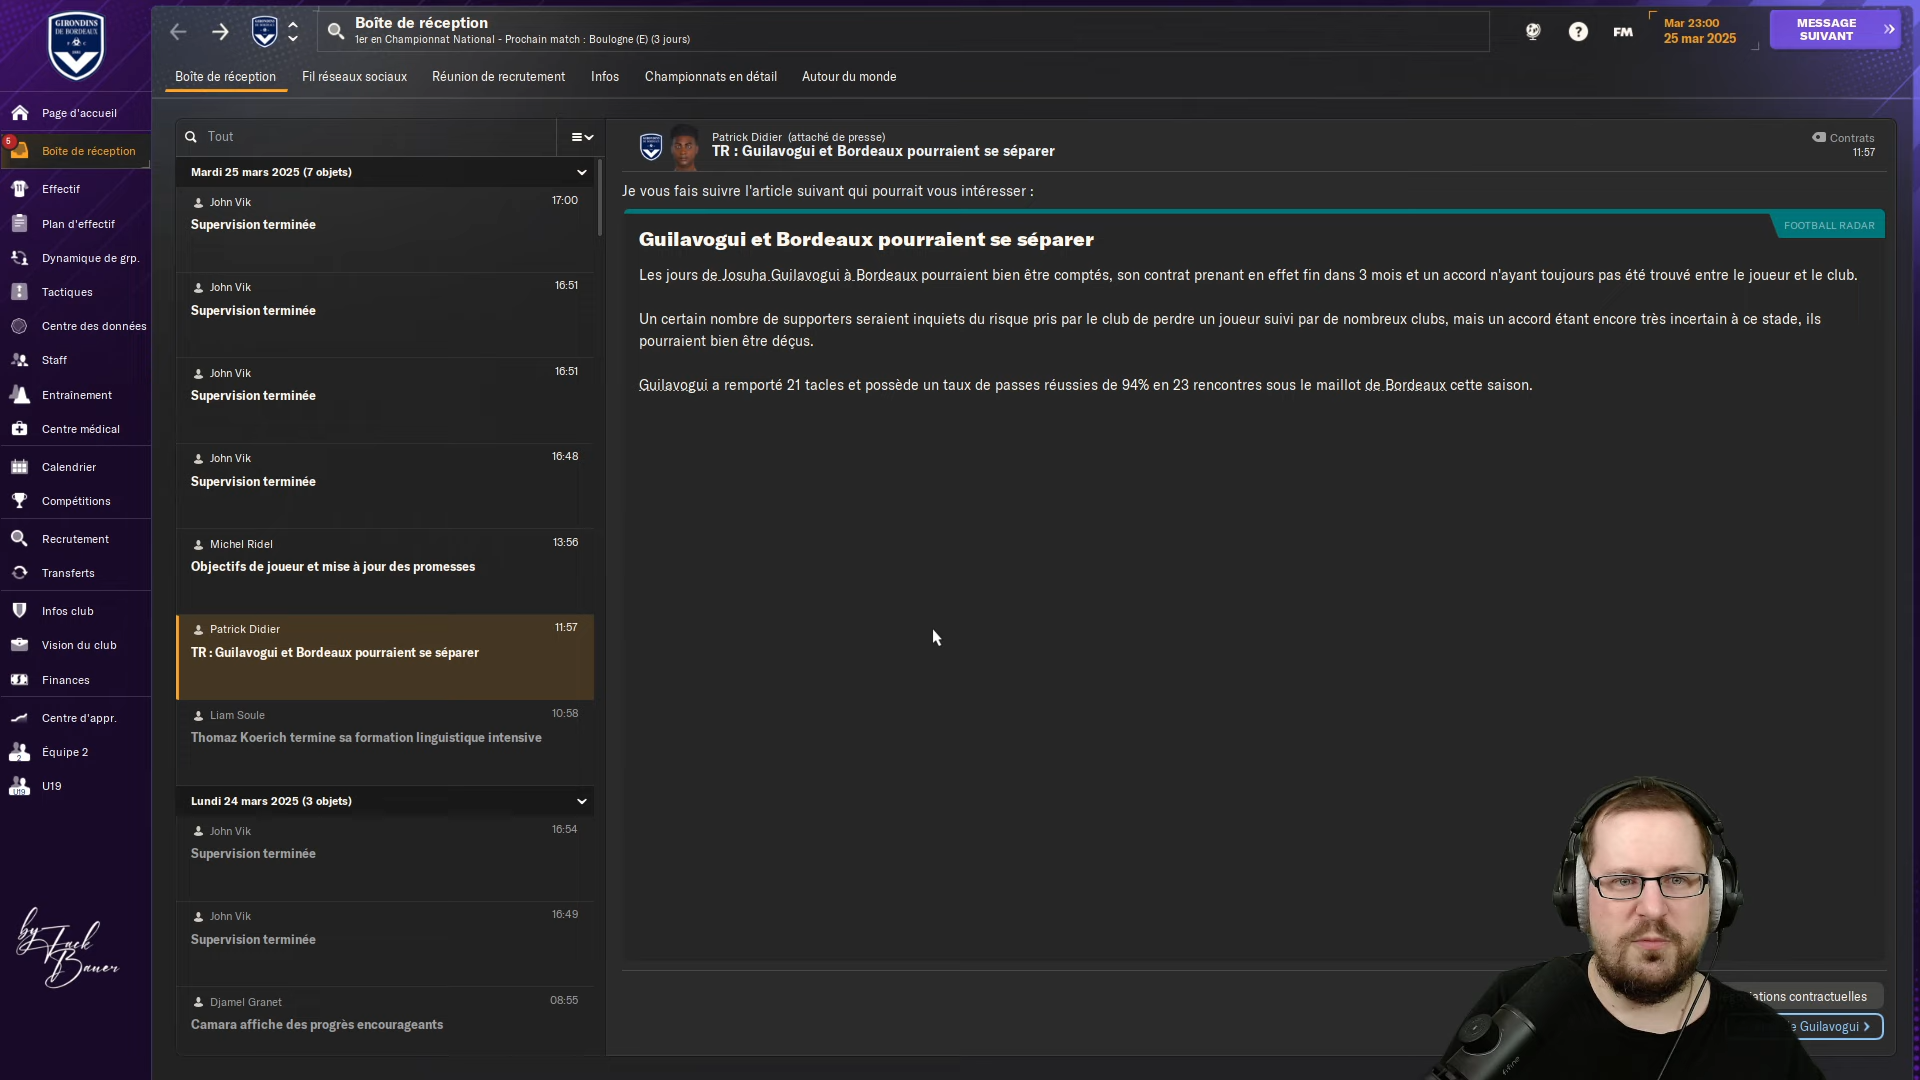 GIRONDINS
DE BORDEAUX
Boîte de réception
1er en Championnat National - Prochain match : Boulogne (E) (3 jours)
?
FM
Mar 23:00
25 mar 2025
MESSAGE
SUIVANT
Boîte de réception
Fil réseaux sociaux
Réunion de recrutement
Infos
Championnats en détail
Autour du monde
Page d'accueil
5
Boîte de réception
Effectif
Plan d'effectif
Dynamique de grp.
Tactiques
Centre des données
Staff
Entraînement
Centre médical
Calendrier
Compétitions
Recrutement
Transferts
Infos club
Vision du club
Finances
Centre d'appr.
2
Équipe 2
U19
U19
by Jack
Bauer
Tout
Mardi 25 mars 2025 (7 objets)
John Vik 17:00
Supervision terminée
John Vik 16:51
Supervision terminée
John Vik 16:51
Supervision terminée
John Vik 16:48
Supervision terminée
Michel Ridel 13:56
Objectifs de joueur et mise à jour des promesses
Patrick Didier 11:57
TR : Guilavogui et Bordeaux pourraient se séparer
Liam Soule 10:58
Thomaz Koerich termine sa formation linguistique intensive
Lundi 24 mars 2025 (3 objets)
John Vik 16:54
Supervision terminée
John Vik 16:49
Supervision terminée
Djamel Granet 08:55
Camara affiche des progrès encourageants
Patrick Didier (attaché de presse)
TR : Guilavogui et Bordeaux pourraient se séparer
Contrats
11:57
Je vous fais suivre l'article suivant qui pourrait vous intéresser :
FOOTBALL RADAR
Guilavogui et Bordeaux pourraient se séparer
Les jours de Josuha Guilavogui à Bordeaux pourraient bien être comptés, son contrat prenant en effet fin dans 3 mois et un accord n'ayant toujours pas été trouvé entre le joueur et le club.
Un certain nombre de supporters seraient inquiets du risque pris par le club de perdre un joueur suivi par de nombreux clubs, mais un accord étant encore très incertain à ce stade, ils
pourraient bien être déçus.
Guilavogui a remporté 21 tacles et possède un taux de passes réussies de 94% en 23 rencontres sous le maillot de Bordeaux cette saison.
ations contractuelles
e Guilavogui
fifine